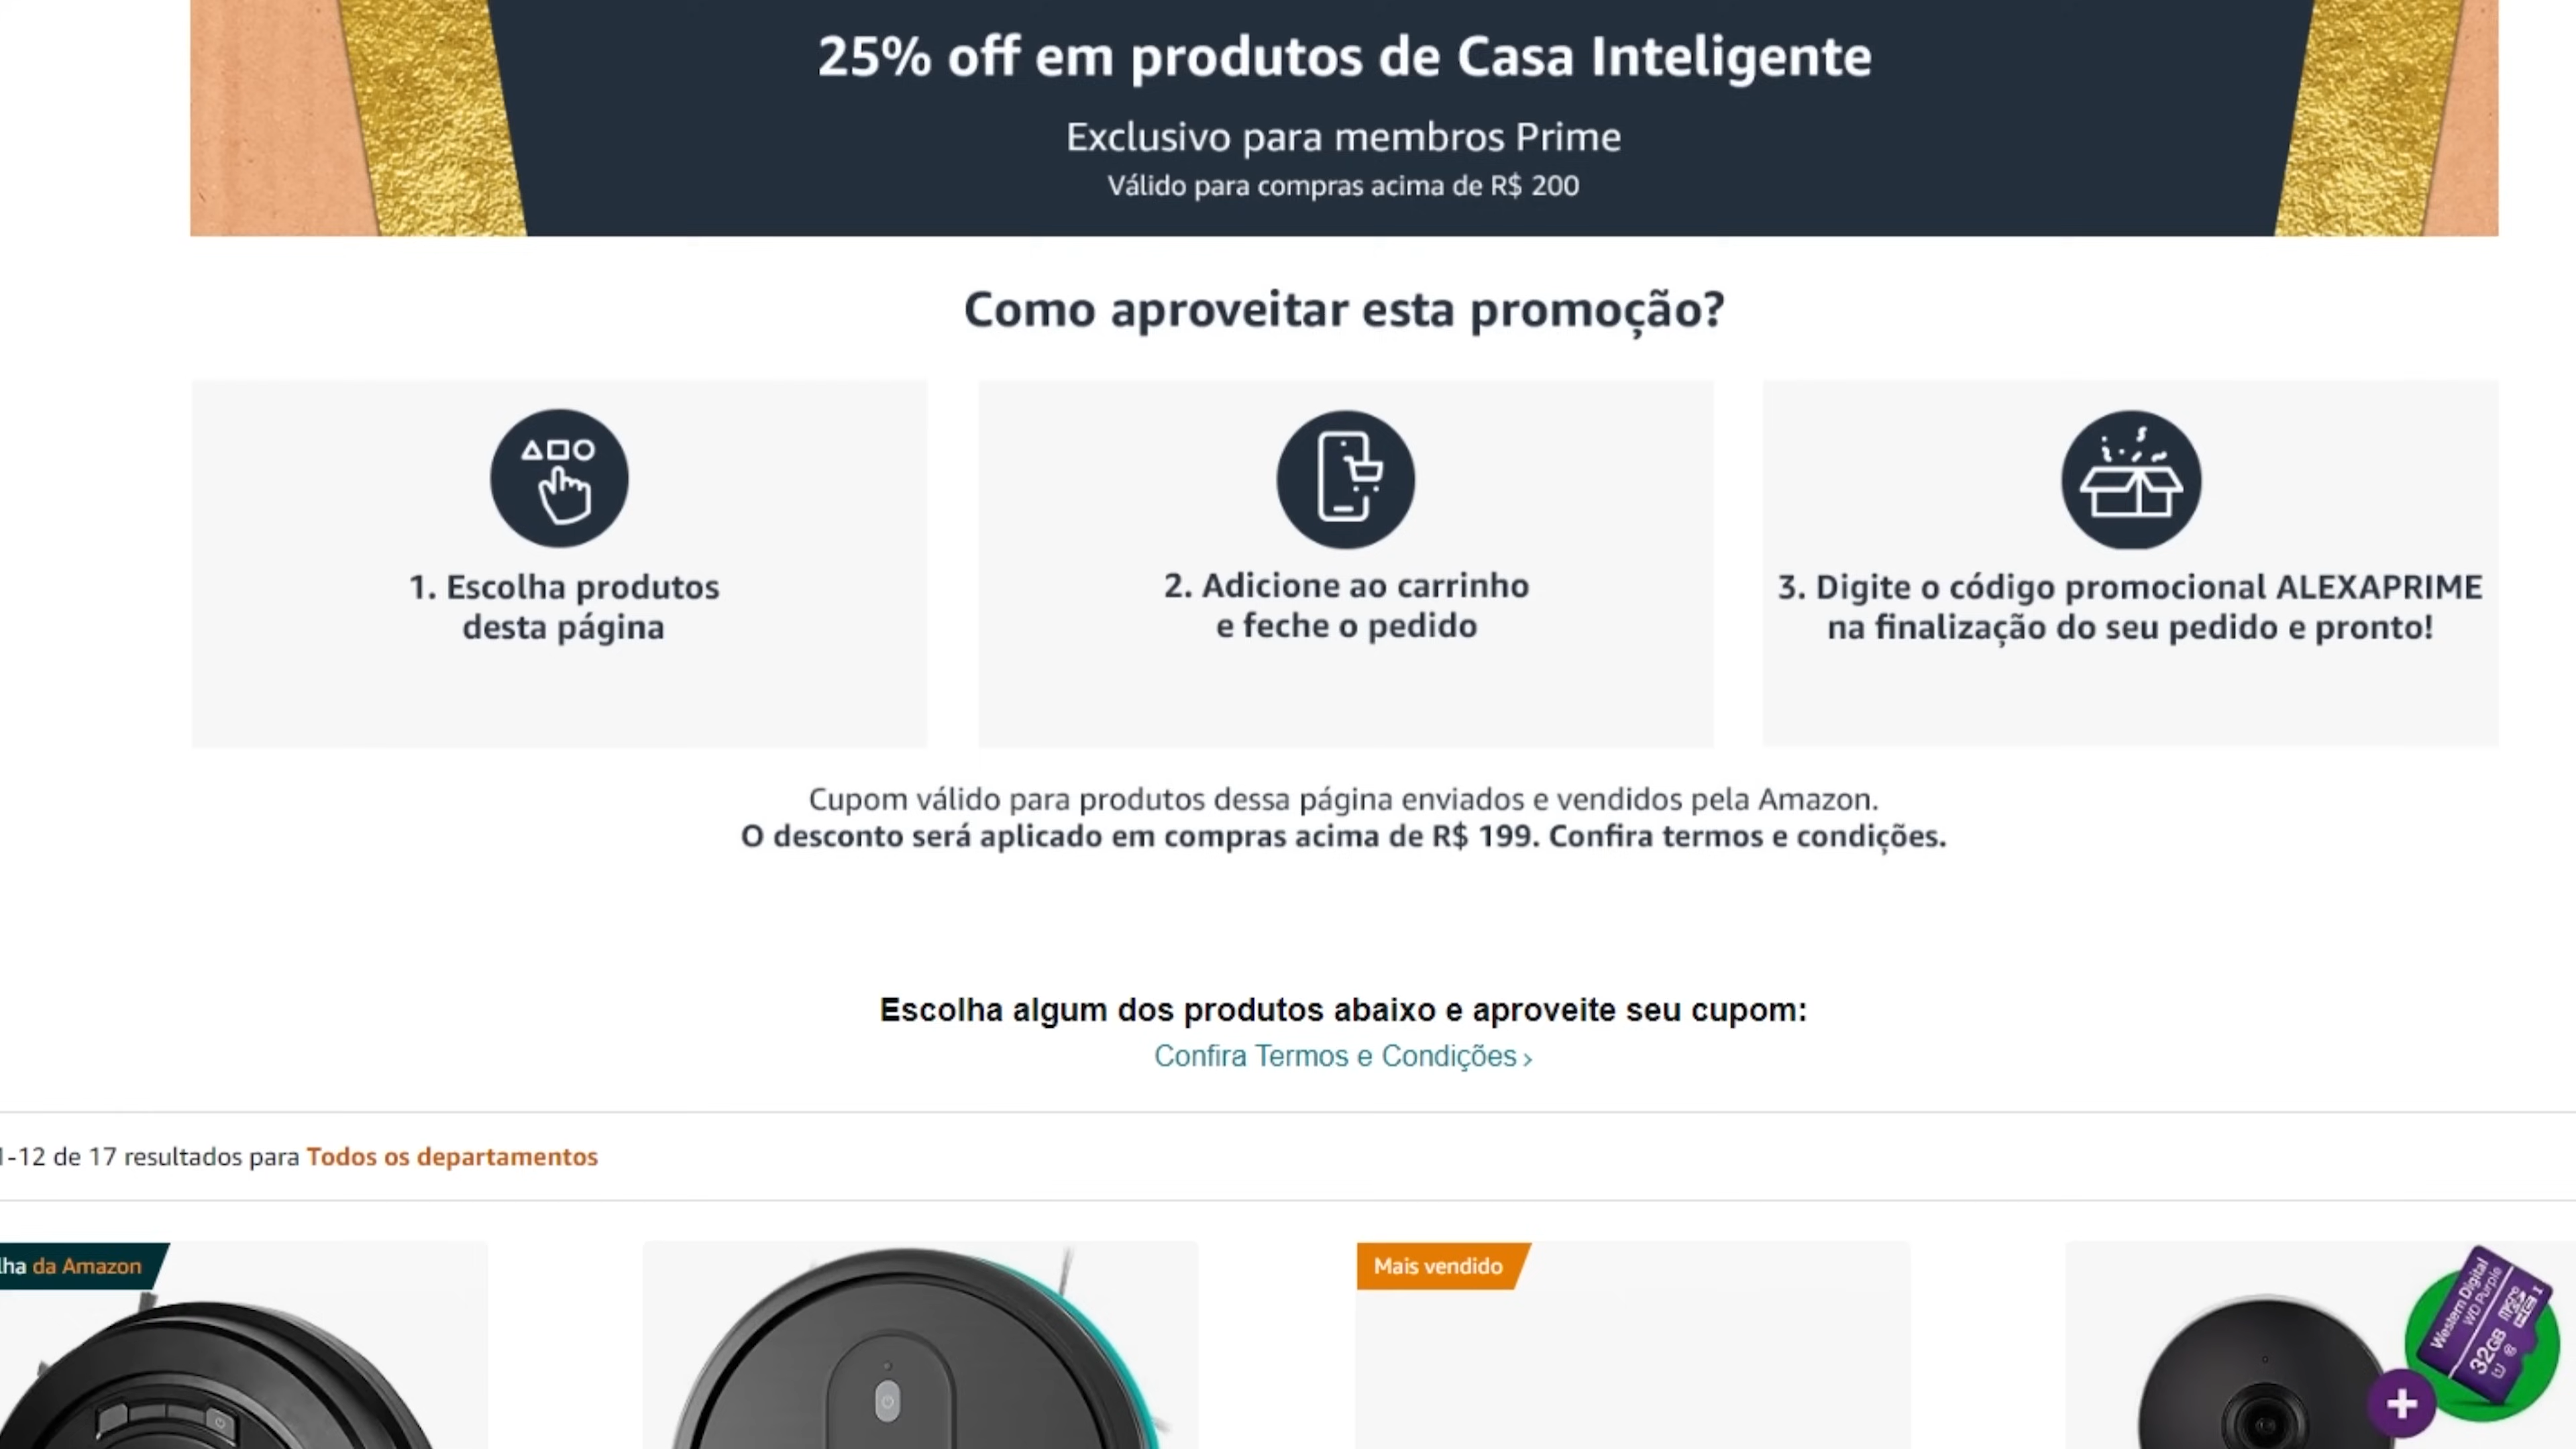 25% off em produtos de Casa Inteligente
Exclusivo para membros Prime
Válido para compras acima de R$ 200
Como aproveitar esta promoção?
1. Escolha produtos
desta página
2. Adicione ao carrinho
e feche o pedido
3. Digite o código promocional ALEXAPRIME
na finalização do seu pedido e pronto!
Cupom válido para produtos dessa página enviados e vendidos pela Amazon.
O desconto será aplicado em compras acima de R$ 199. Confira termos e condições.
Escolha algum dos produtos abaixo e aproveite seu cupom:
Confira Termos e Condições ›
1-12 de 17 resultados para Todos os departamentos
lha da Amazon
Mais vendido
Western Digital
WD Purple
32GB
micro